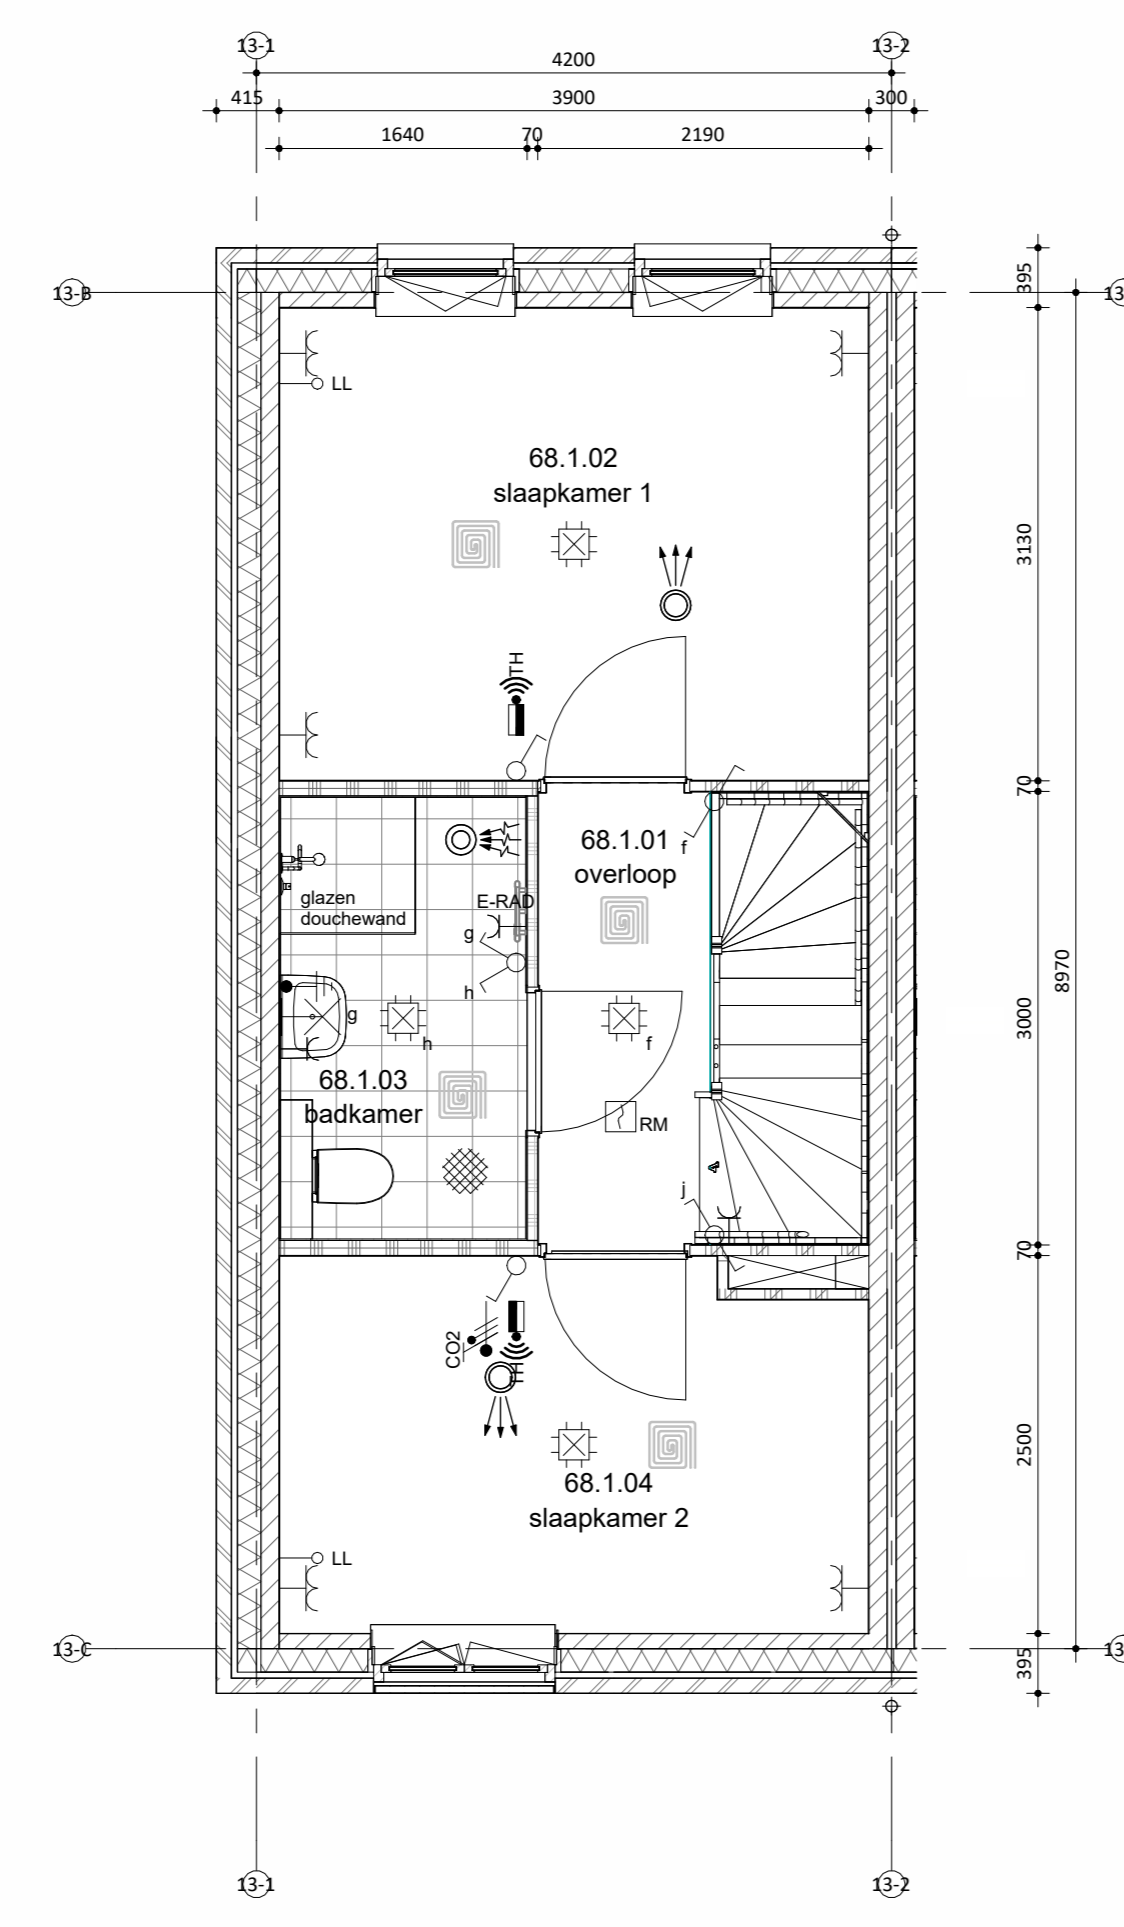 13-1
13-2
4200
415
3900
300
1640
70
2190
13-B
395
13
LL
68.1.02
slaapkamer 1
3130
TH
70
68.1.01
f
overloop
glazen
douchewand
E-RAD
g
h
g
h
f
8970
3000
68.1.03
badkamer
RM
A
j
70
CO2
TH
2500
68.1.04
slaapkamer 2
LL
13-C
395
13
13-1
13-2